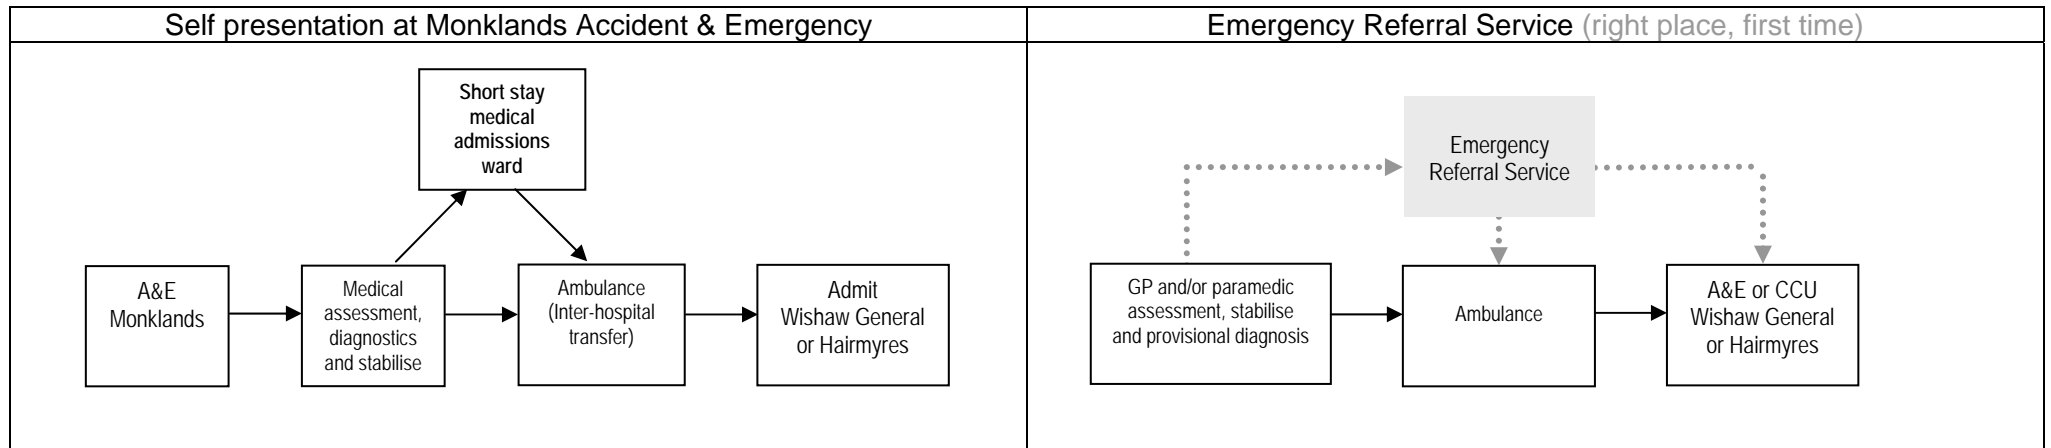 Self presentation at Monklands Accident & Emergency
Short stay
medical
admissions
ward
A&E
Monklands
Medical
assessment,
diagnostics
and stabilise
Ambulance
(Inter-hospital
transfer)
Admit
Wishaw General
or Hairmyres
Emergency Referral Service (right place, first time)
Emergency
Referral Service
GP and/or paramedic
assessment, stabilise
and provisional diagnosis
Ambulance
A&E or CCU
Wishaw General
or Hairmyres